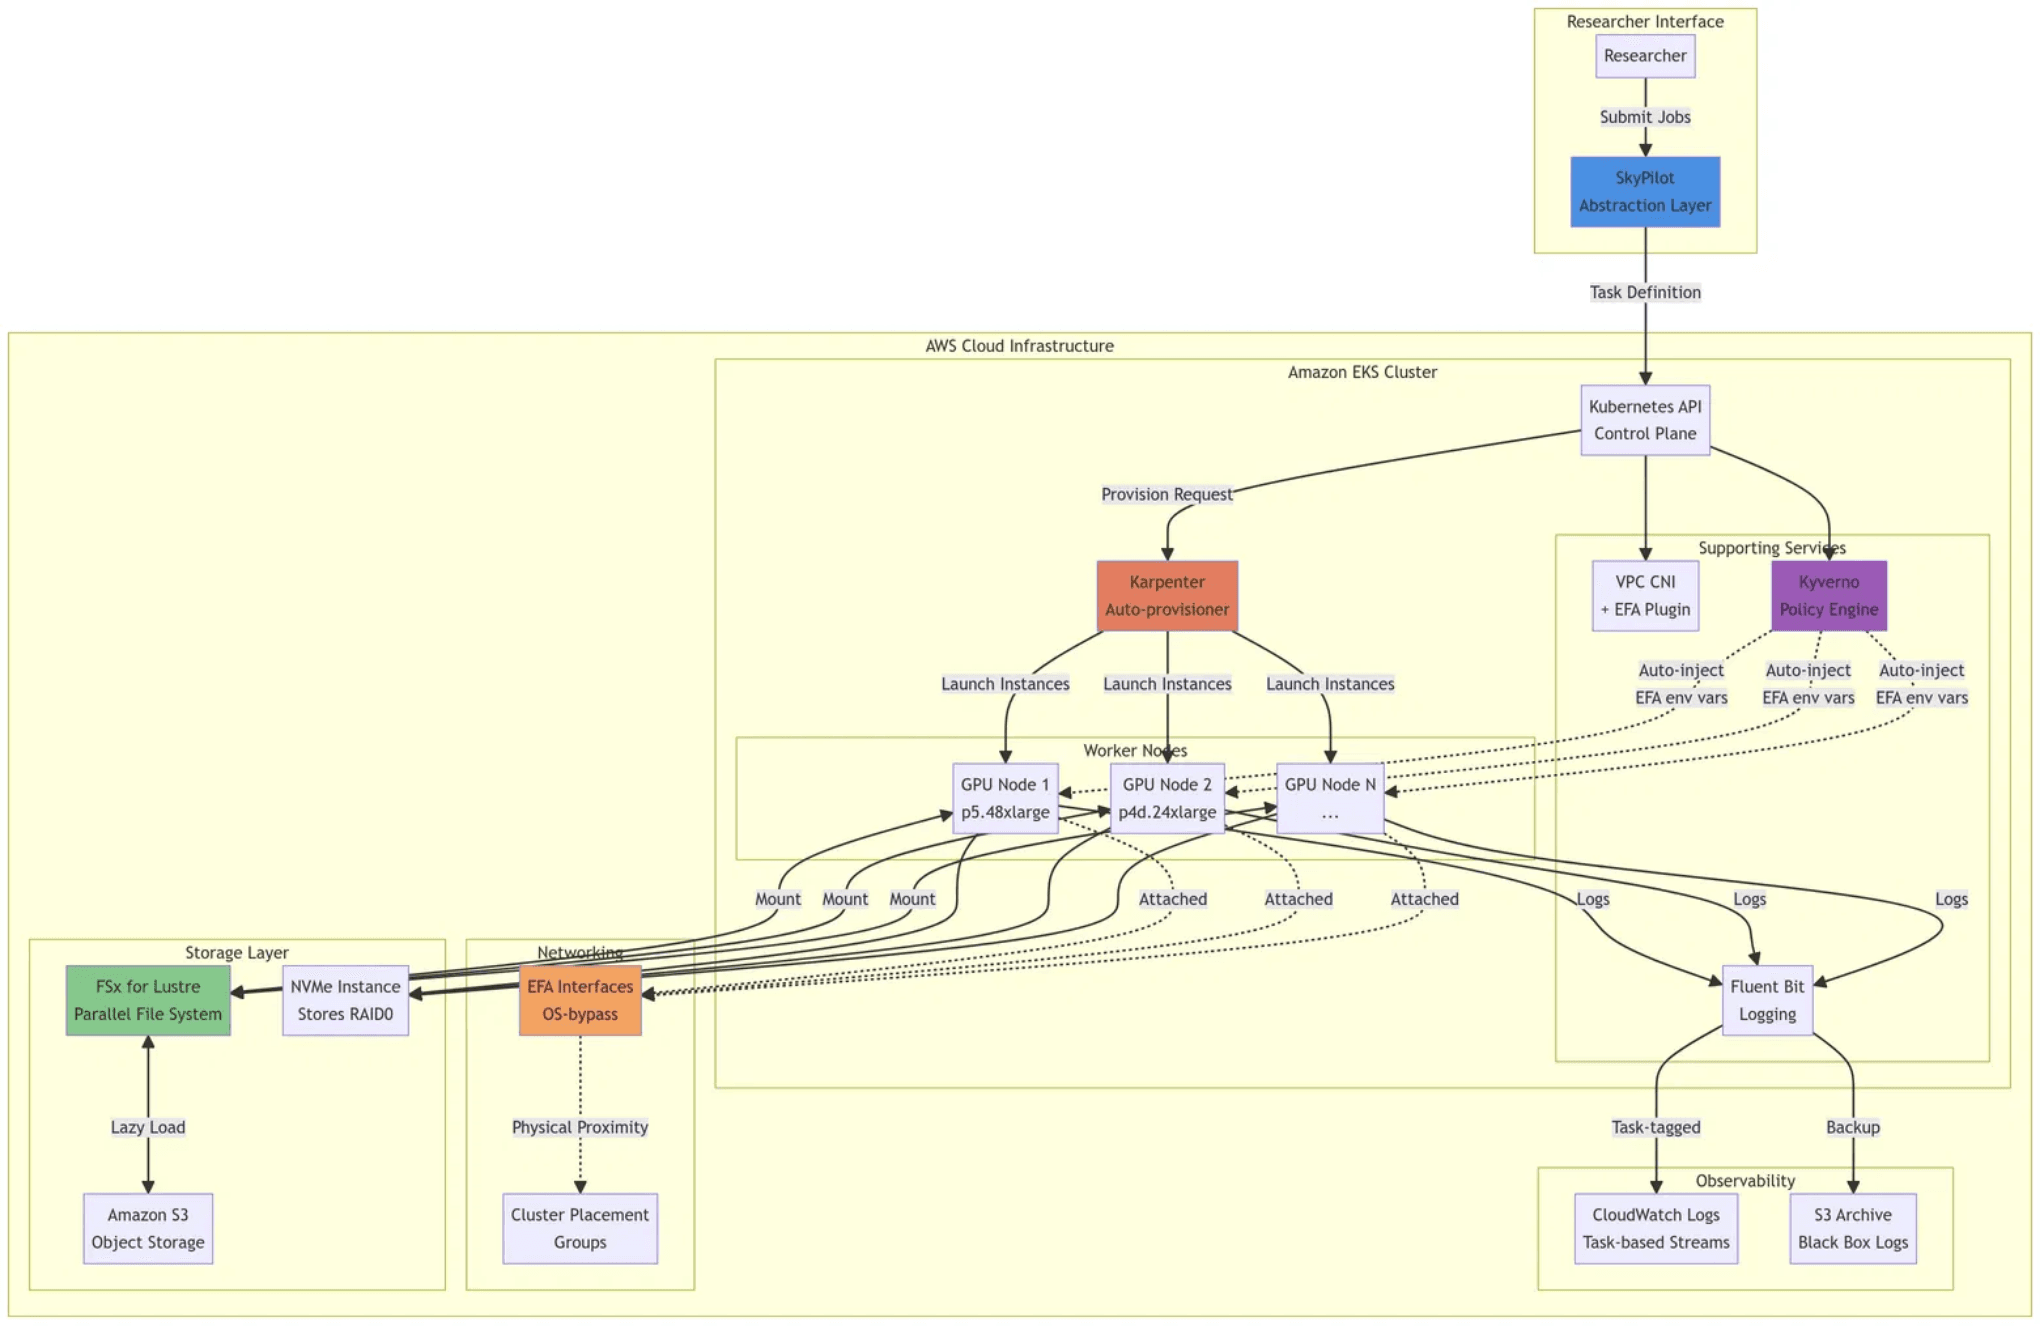 Researcher Interface
Researcher
Submit Jobs
SkyPilot
Abstraction Layer
Task Definition
AWS Cloud Infrastructure
Amazon EKS Cluster
Kubernetes API
Control Plane
Provision Request
Supporting Services
Karpenter
Auto-provisioner
VPC CNI
+ EFA Plugin
Kyverno
Policy Engine
Launch Instances
Launch Instances
Launch Instances
Auto-inject
EFA env vars
Auto-inject
EFA env vars
Auto-inject
EFA env vars
Worker Nodes
GPU Node 1
p5.48xlarge
GPU Node 2
p4d.24xlarge
GPU Node N
...
Mount
Mount
Mount
Attached
Attached
Attached
Logs
Logs
Logs
Storage Layer
FSx for Lustre
Parallel File System
NVMe Instance
Stores RAID0
Networking
EFA Interfaces
OS-bypass
Fluent Bit
Logging
Lazy Load
Physical Proximity
Task-tagged
Backup
Amazon S3
Object Storage
Cluster Placement
Groups
Observability
CloudWatch Logs
Task-based Streams
S3 Archive
Black Box Logs